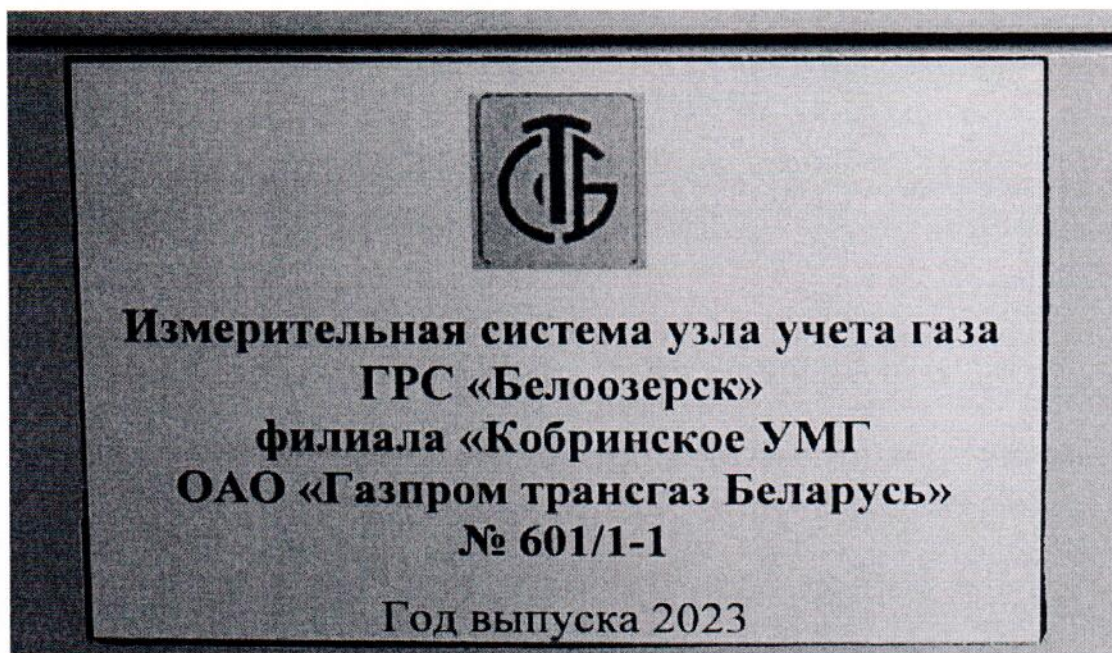 Измерительная система узла учета газа
ГРС «Белоозерск»
филиала «Кобринское УМГ
ОАО «Газпром трансгаз Беларусь»
№ 601/1-1
Год выпуска 2023